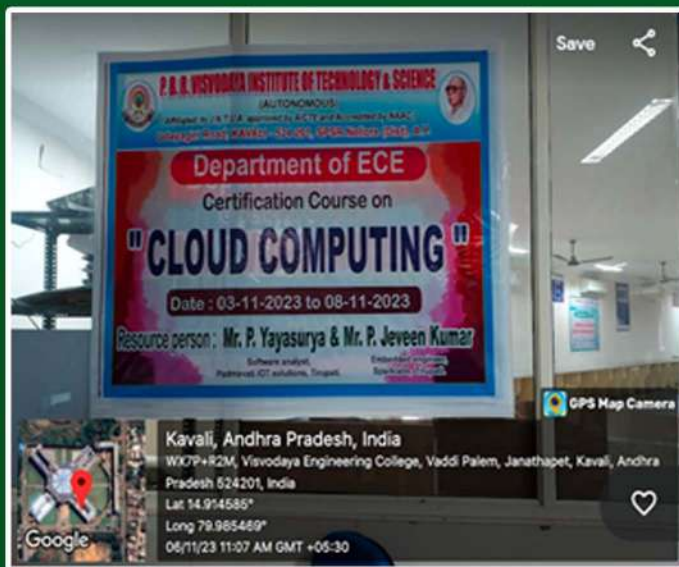 Save
P.B.R. VISVODAYA INSTITUTE OF TECHNOLOGY & SCIENCE
(AUTONOMOUS)
Department of ECE
Certification Course on
"CLOUD COMPUTING"
Date : 03-11-2023 to 08-11-2023
Resource person : Mr. P. Yayasurya & Mr. P. Jeveen Kumar
Software analyst,
Padmavati IOT solutions, Tirupati.
Embedded engineer,
GPS Map Camera
Kavali, Andhra Pradesh, India
WX7P+R2M, Visvodaya Engineering College, Vaddi Palem, Janathapet, Kavali, Andhra
Pradesh 524201, India
Lat 14.914585°
Long 79.985469°
06/11/23 11:07 AM GMT +05:30
Google